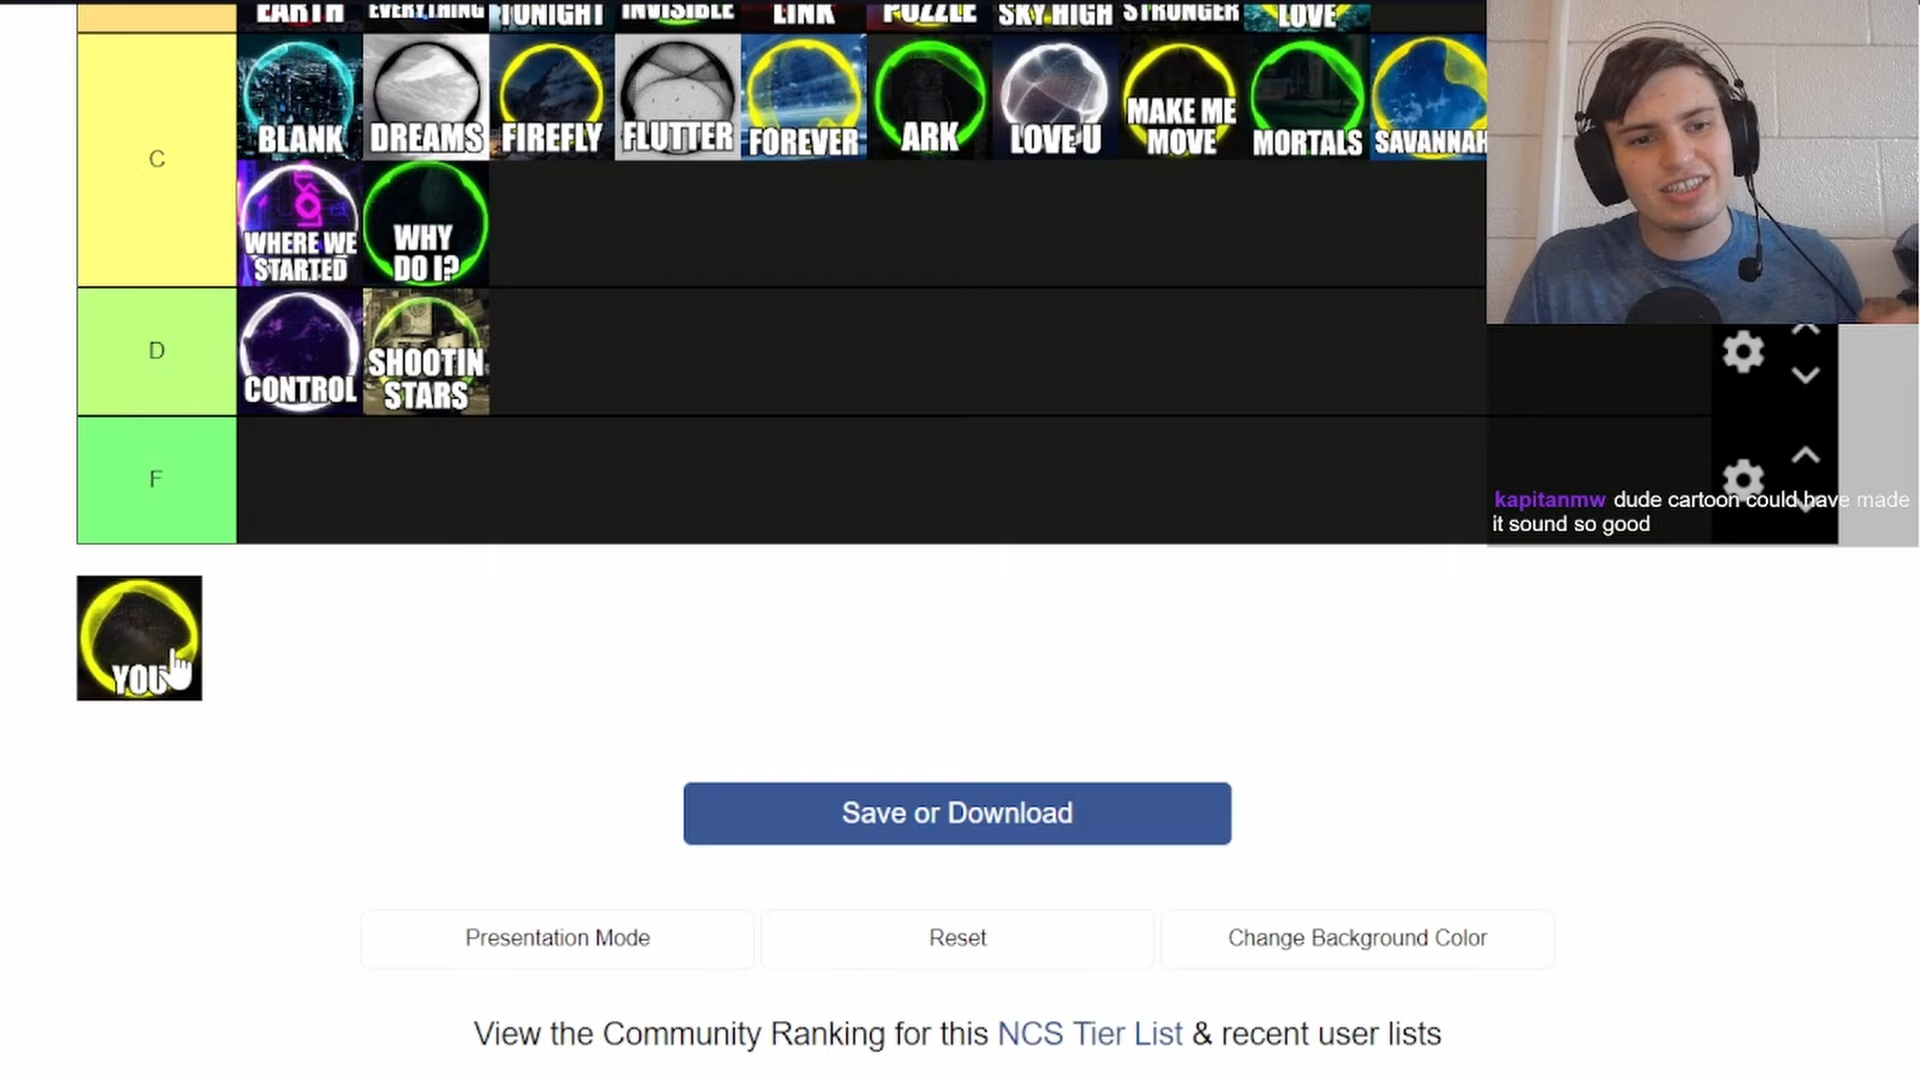 EARTH EVERYTHING TONIGHT INVISIBLE LINK PUZZLE SKY HIGH STRONGER LOVE
C
BLANK DREAMS FIREFLY FLUTTER FOREVER ARK LOVE U MAKE ME MOVE MORTALS SAVANNAH
LOST
WHERE WE STARTED WHY DO I?
D
CONTROL SHOOTIN STARS
F
kapitanmw dude cartoon could have made
it sound so good
YOU
Save or Download
Presentation Mode Reset Change Background Color
View the Community Ranking for this NCS Tier List & recent user lists